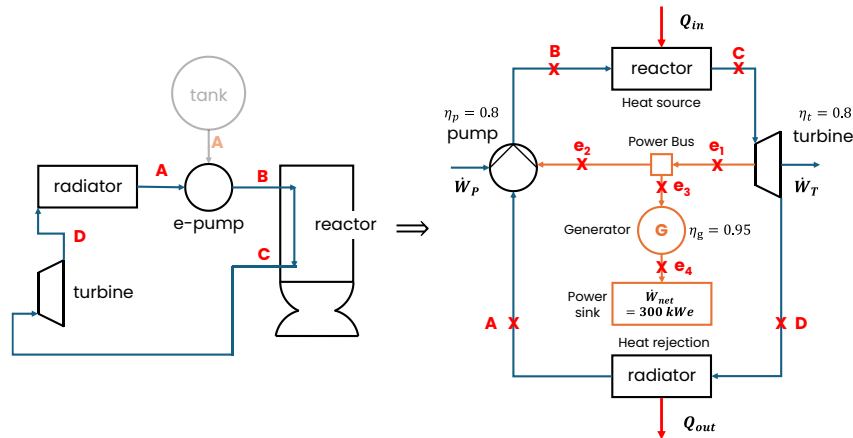 tank
A
radiator
A
B
e-pump
D
C
reactor
turbine
⇒
Q_in
B
C
reactor
Heat source
η_p = 0.8
pump
η_t = 0.8
turbine
Power Bus
e_2
e_1
Ẇ_P
Ẇ_T
e_3
Generator
G
η_g = 0.95
e_4
Power
sink
Ẇ_net
= 300 kWe
A
D
Heat rejection
radiator
Q_out